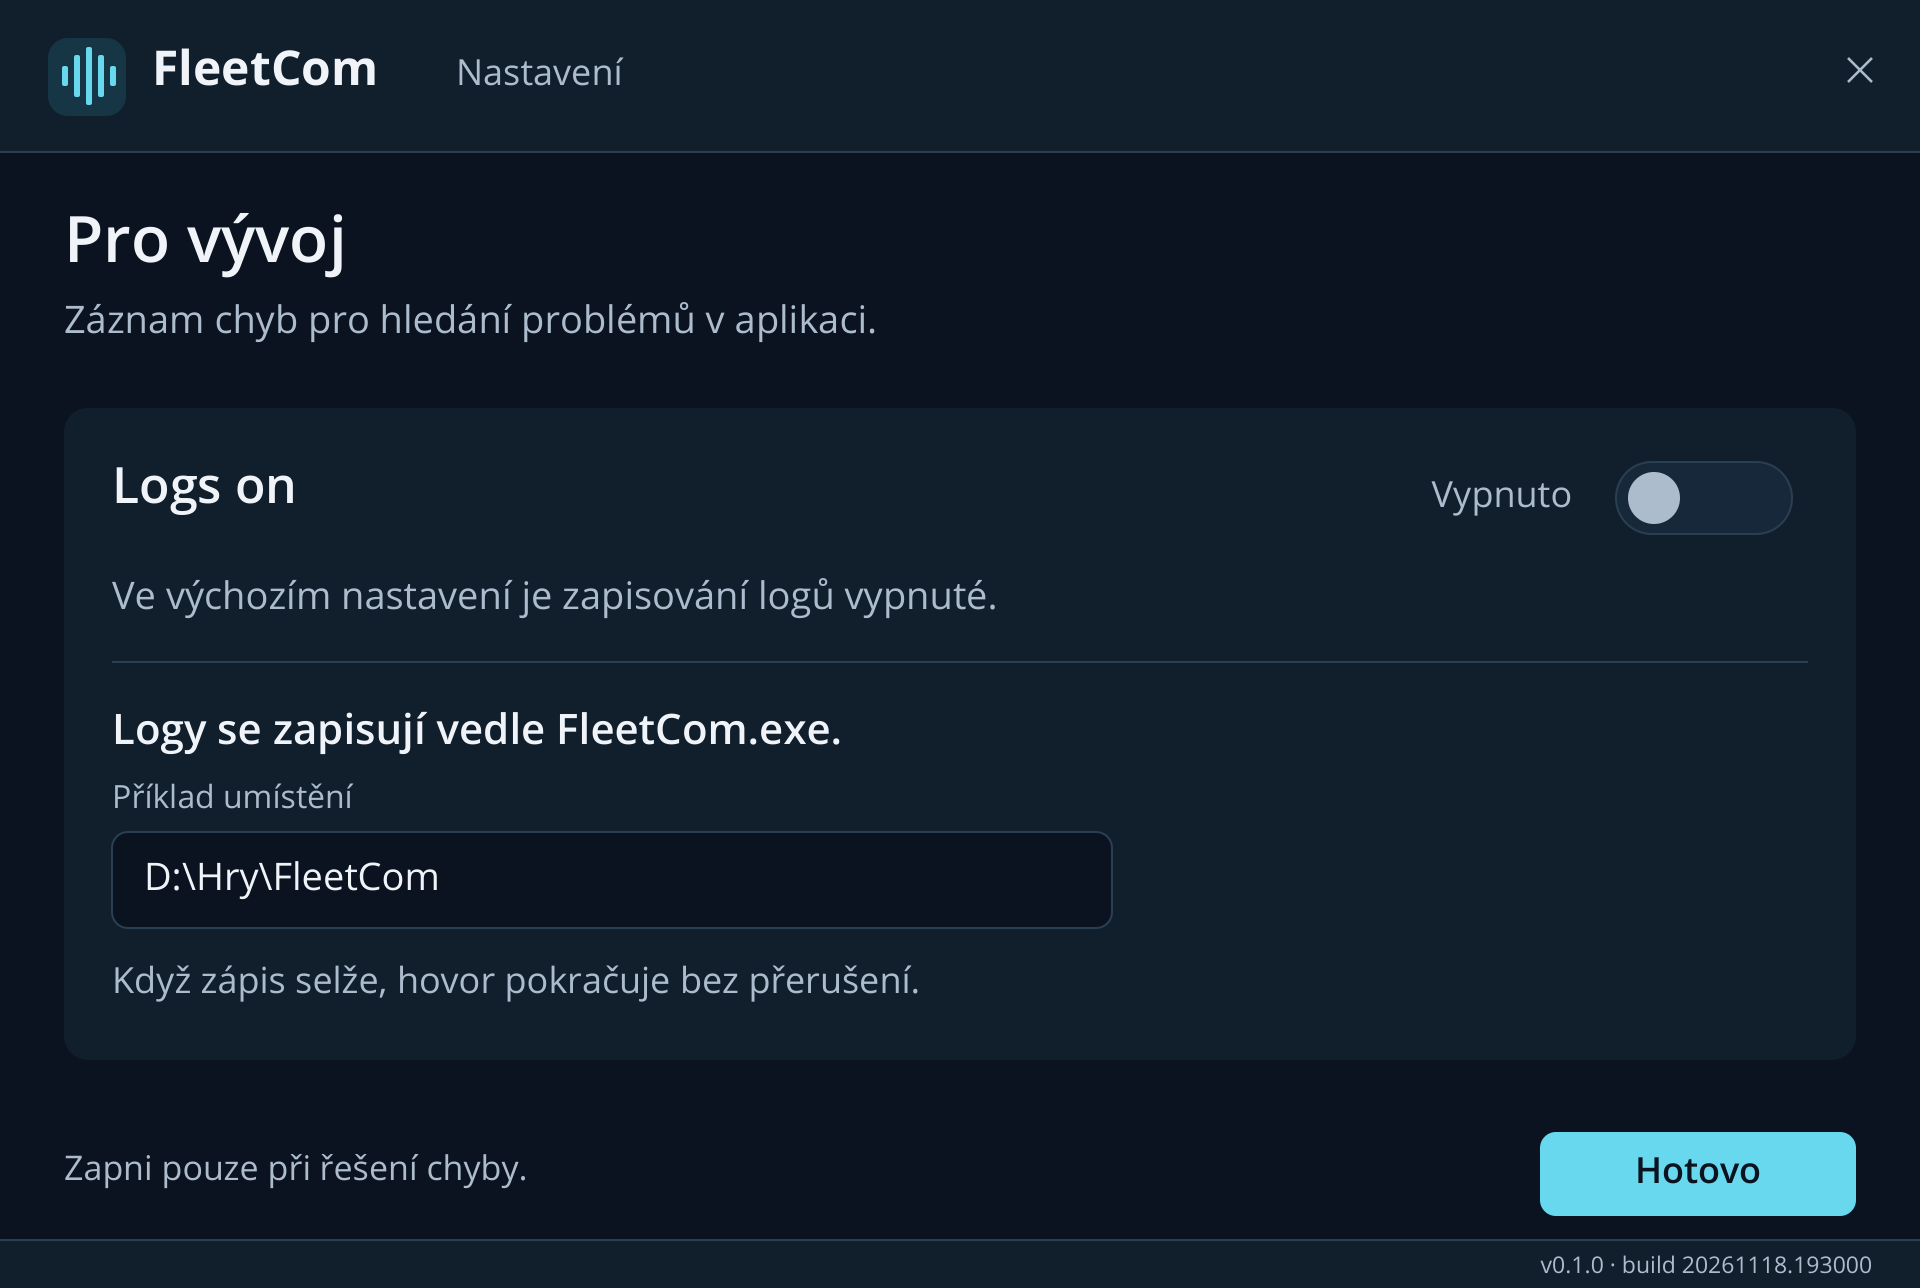 FleetCom
Nastavení
Pro vývoj
Záznam chyb pro hledání problémů v aplikaci.
Logs on
Vypnuto
Ve výchozím nastavení je zapisování logů vypnuté.
Logy se zapisují vedle FleetCom.exe.
Příklad umístění
D:\Hry\FleetCom
Když zápis selže, hovor pokračuje bez přerušení.
Zapni pouze při řešení chyby.
Hotovo
v0.1.0 · build 20261118.193000